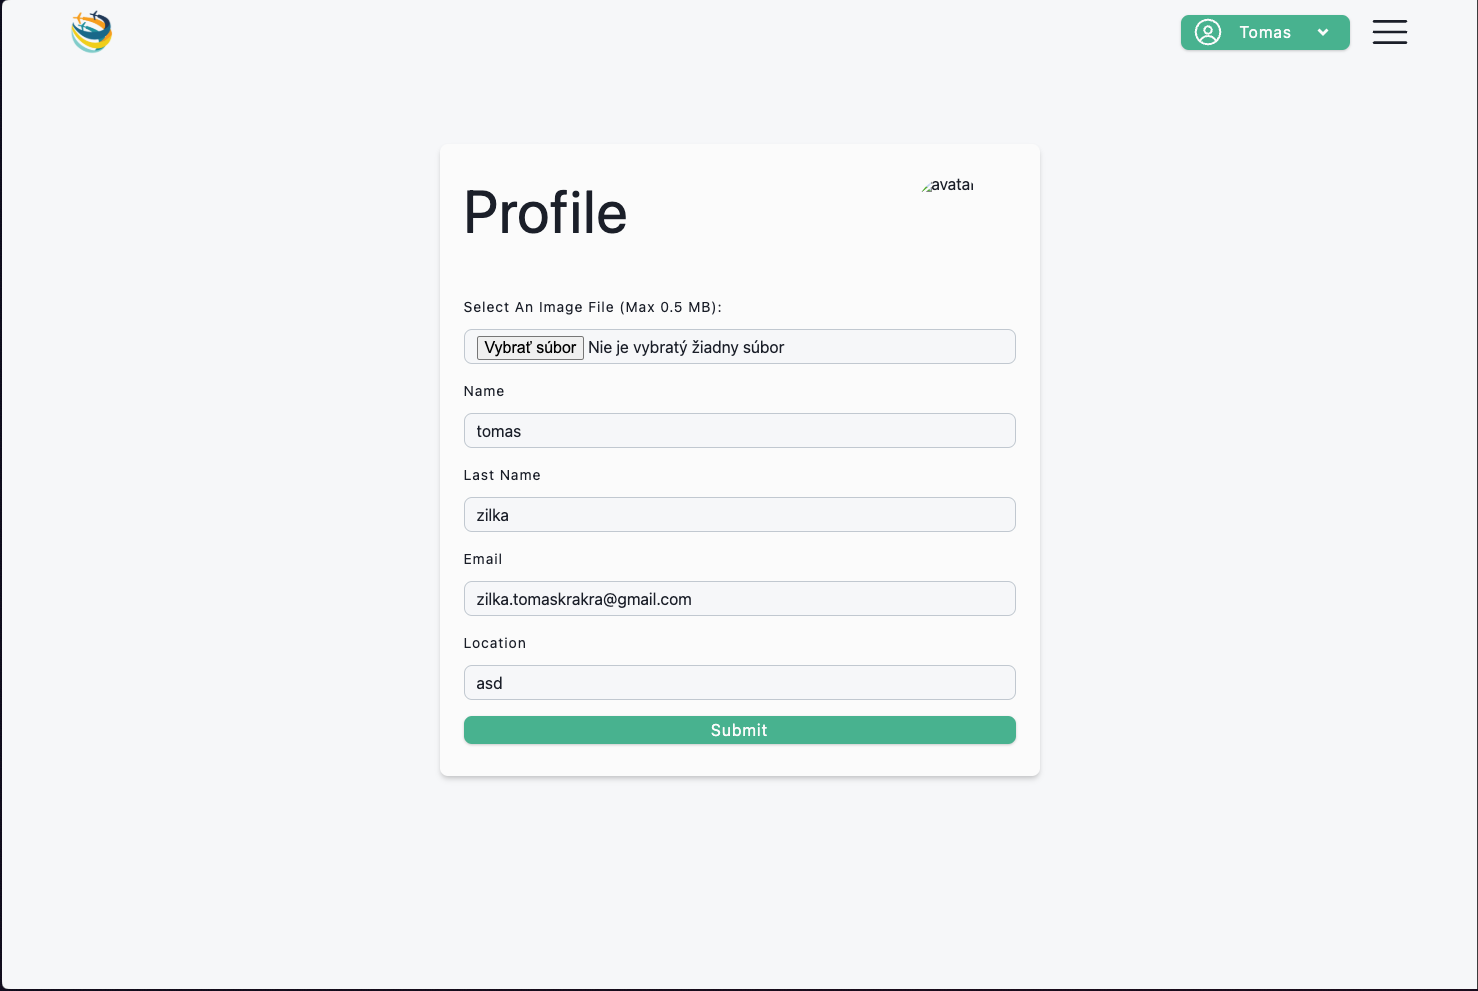 Tomas
Profile
avatar
Select An Image File (Max 0.5 MB):
Vybrať súbor Nie je vybratý žiadny súbor
Name
tomas
Last Name
zilka
Email
zilka.tomaskrakra@gmail.com
Location
asd
Submit